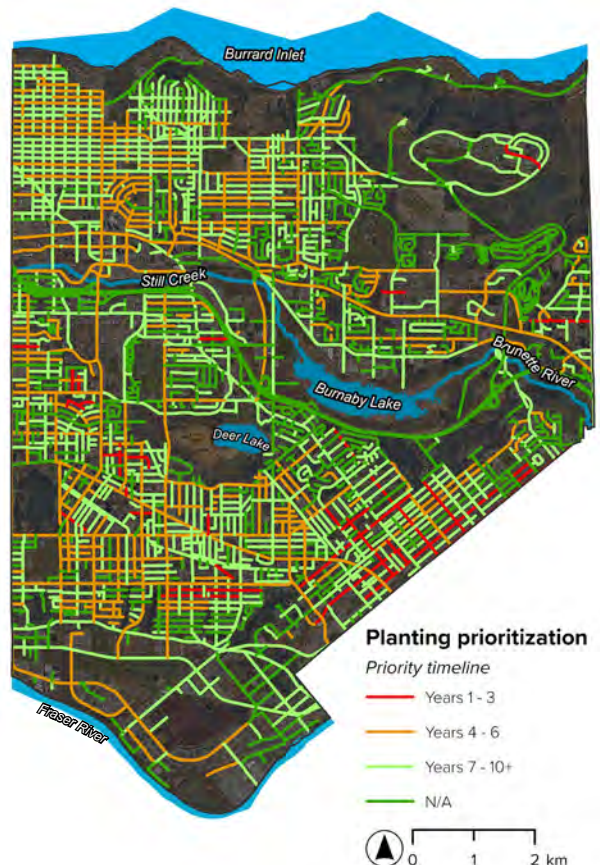 Burrard Inlet
Still Creek
Brunette River
Burnaby Lake
Deer Lake
Fraser River
Planting prioritization
Priority timeline
Years 1 - 3
Years 4 - 6
Years 7 - 10+
N/A
0 1 2 km